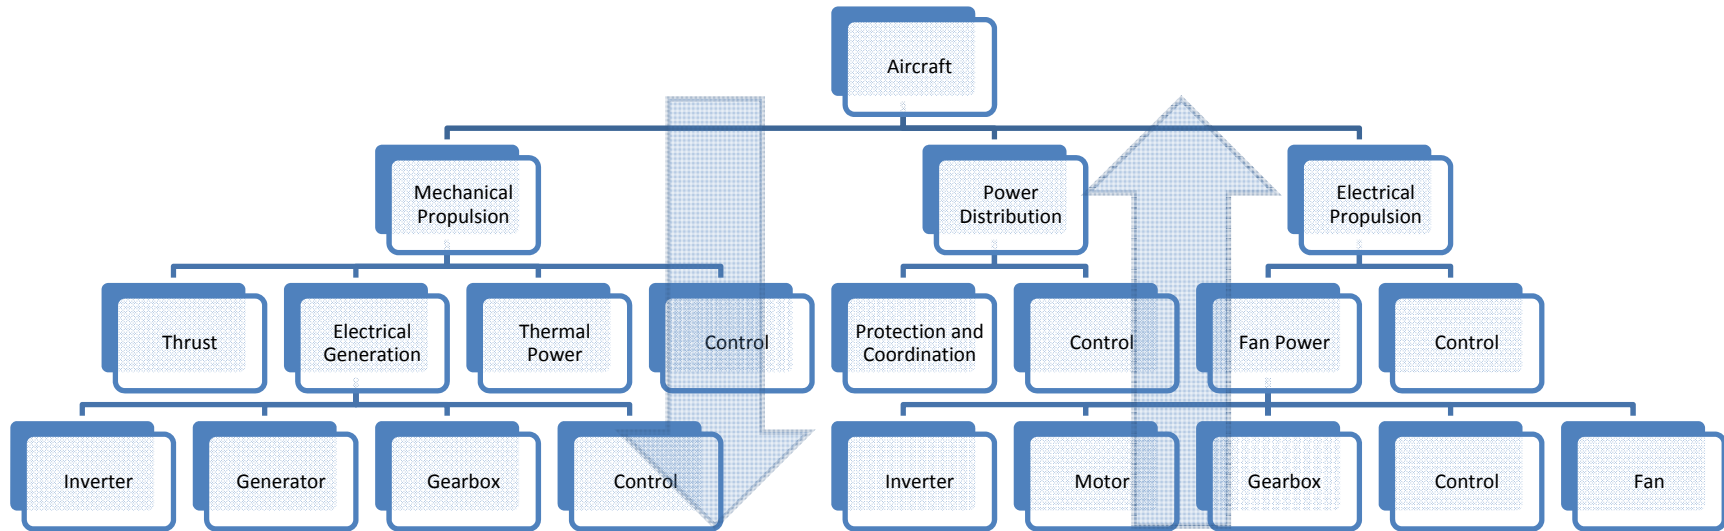 Aircraft
Mechanical
Propulsion
Power
Distribution
Electrical
Propulsion
Thrust
Electrical
Generation
Thermal
Power
Control
Protection and
Coordination
Control
Fan Power
Control
Inverter
Generator
Gearbox
Control
Inverter
Motor
Gearbox
Control
Fan